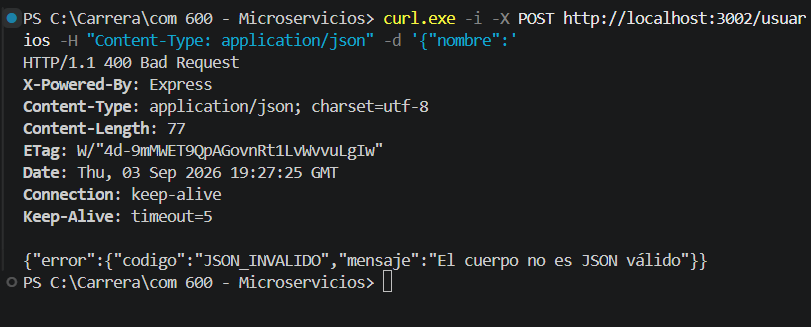 PS C:\Carrera\com 600 - Microservicios> curl.exe -i -X POST http://localhost:3002/usuar
ios -H "Content-Type: application/json" -d '{"nombre":'
HTTP/1.1 400 Bad Request
X-Powered-By: Express
Content-Type: application/json; charset=utf-8
Content-Length: 77
ETag: W/"4d-9mMWET9QpAGovnRt1LvWvvuLgIw"
Date: Thu, 03 Sep 2026 19:27:25 GMT
Connection: keep-alive
Keep-Alive: timeout=5
{"error":{"codigo":"JSON_INVALIDO","mensaje":"El cuerpo no es JSON válido"}}
PS C:\Carrera\com 600 - Microservicios>